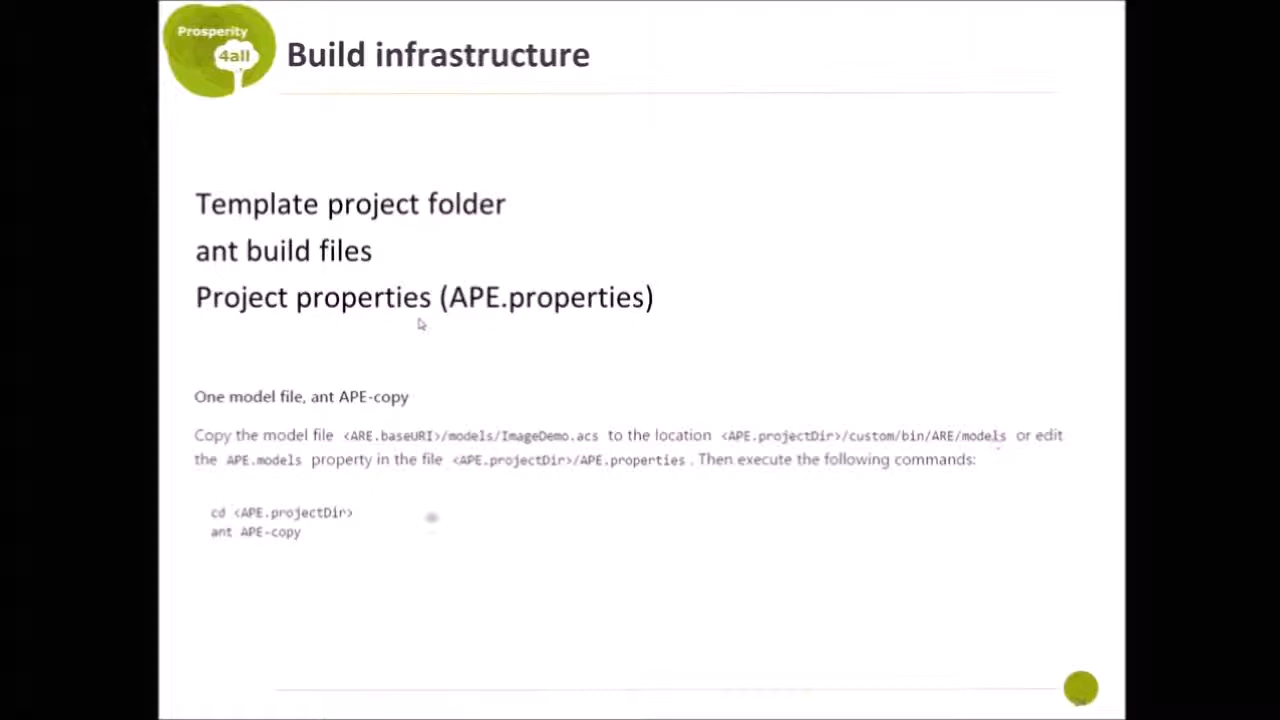 Prosperity
4all
Build infrastructure
Template project folder
ant build files
Project properties (APE.properties)
One model file, ant APE-copy
Copy the model file <ARE.baseURI>/models/ImageDemo.acs to the location <APE.projectDir>/custom/bin/ARE/models or edit
the APE.models property in the file <APE.projectDir>/APE.properties. Then execute the following commands:
cd <APE.projectDir>
ant APE-copy